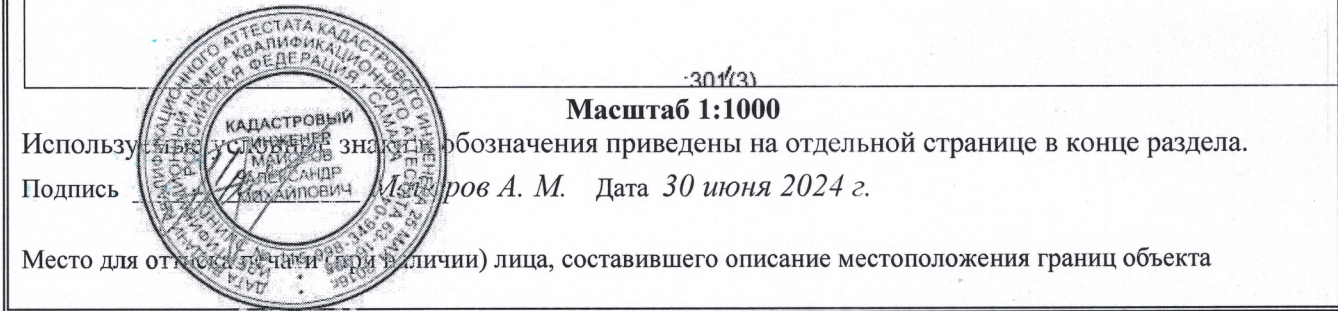 :301(3)
Масштаб 1:1000
Используемые условные знаки и обозначения приведены на отдельной странице в конце раздела.
Подпись А. М. Дата 30 июня 2024 г.
КАДАСТРОВЫЙ
ИНЖЕНЕР
АЛЕКСАНДР
МИХАЙЛОВИЧ
РОССИЙСКАЯ ФЕДЕРАЦИЯ г. САМАРА
Место для оттиска печати (при наличии) лица, составившего описание местоположения границ объекта